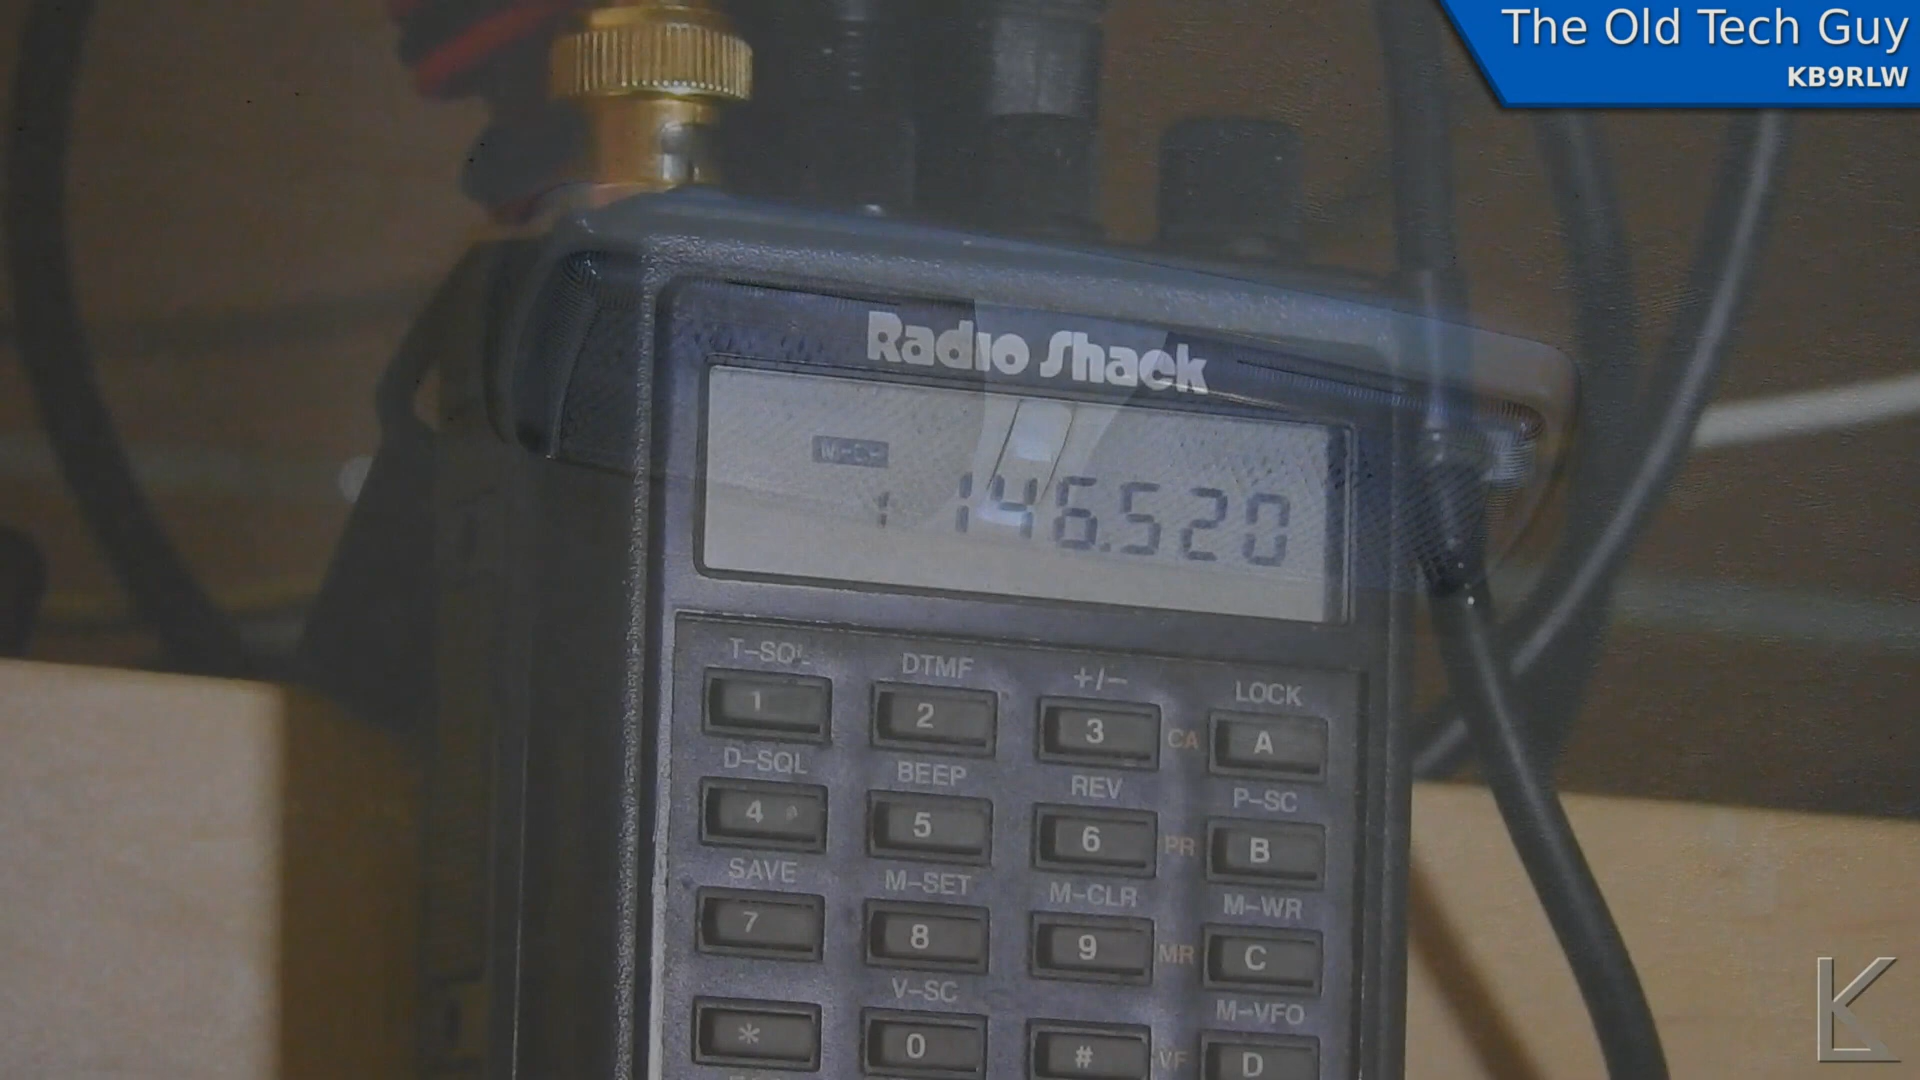 The Old Tech Guy
KB9RLW
Radio Shack
1 146.520
T-SQL DTMF +/- LOCK
1 2 3 CA A
D-SQL BEEP REV P-SC
4 5 6 PR B
SAVE M-SET M-CLR M-WR
7 8 9 MR C
V-SC M-VFO
* 0 # VF D